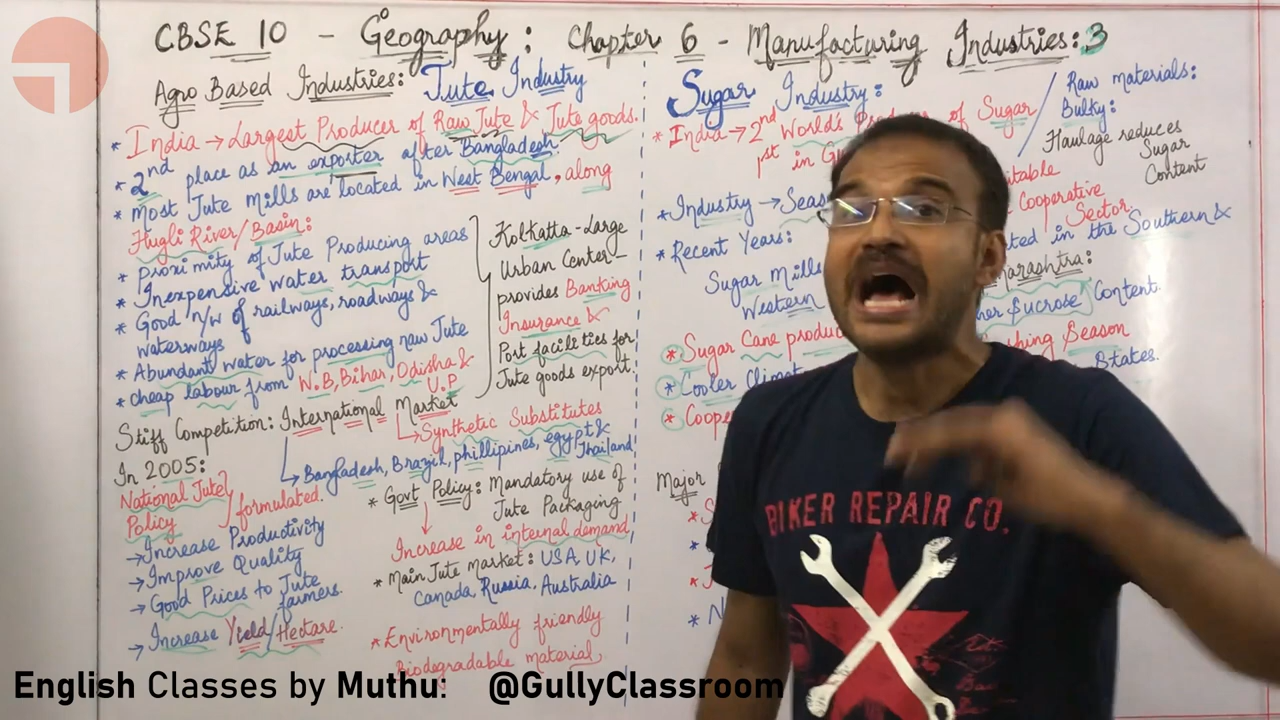 CBSE 10 - Geography: Chapter 6 - Manufacturing Industries: 3
Agro Based Industries: Jute Industry
* India → Largest Producer of Raw Jute & Jute goods.
* 2nd place as an exporter after Bangladesh.
* Most Jute Mills are located in West Bengal, along
Hugli River/Basin:
* Proximity of Jute Producing areas
* Inexpensive water transport
* Good n/w of railways, roadways &
waterways
* Abundant water for processing raw Jute
* cheap labour from W.B, Bihar, Odisha &
U.P
Kolkatta - Large
Urban Center -
provides Banking
Insurance &
Port facilities for
Jute goods export.
Stiff Competition: International Market
Synthetic Substitutes
Bangladesh, Brazil, phillipines, egypt &
Thailand
In 2005:
National Jute
Policy
formulated.
→ Increase Productivity
→ Improve Quality
→ Good Prices to Jute
farmers.
→ Increase Yield/Hectare.
* Govt Policy: Mandatory use of
Jute Packaging
Increase in internal demand
* Main Jute market: USA, UK,
Canada, Russia, Australia
* Environmentally friendly
Biodegradable material.
Sugar Industry:
* India → 2nd World's of Sugar
1st in
* Industry →
* Recent Years:
Cooperative
Sector.
in the Southern &
Sugar Mills
Western
Sucrose Content.
* Sugar Cane
Season
* Cooler
States.
*
Major
Raw materials:
Bulky:
Haulage reduces
Sugar
Content
BIKER REPAIR CO.
English Classes by Muthu. @GullyClassroom